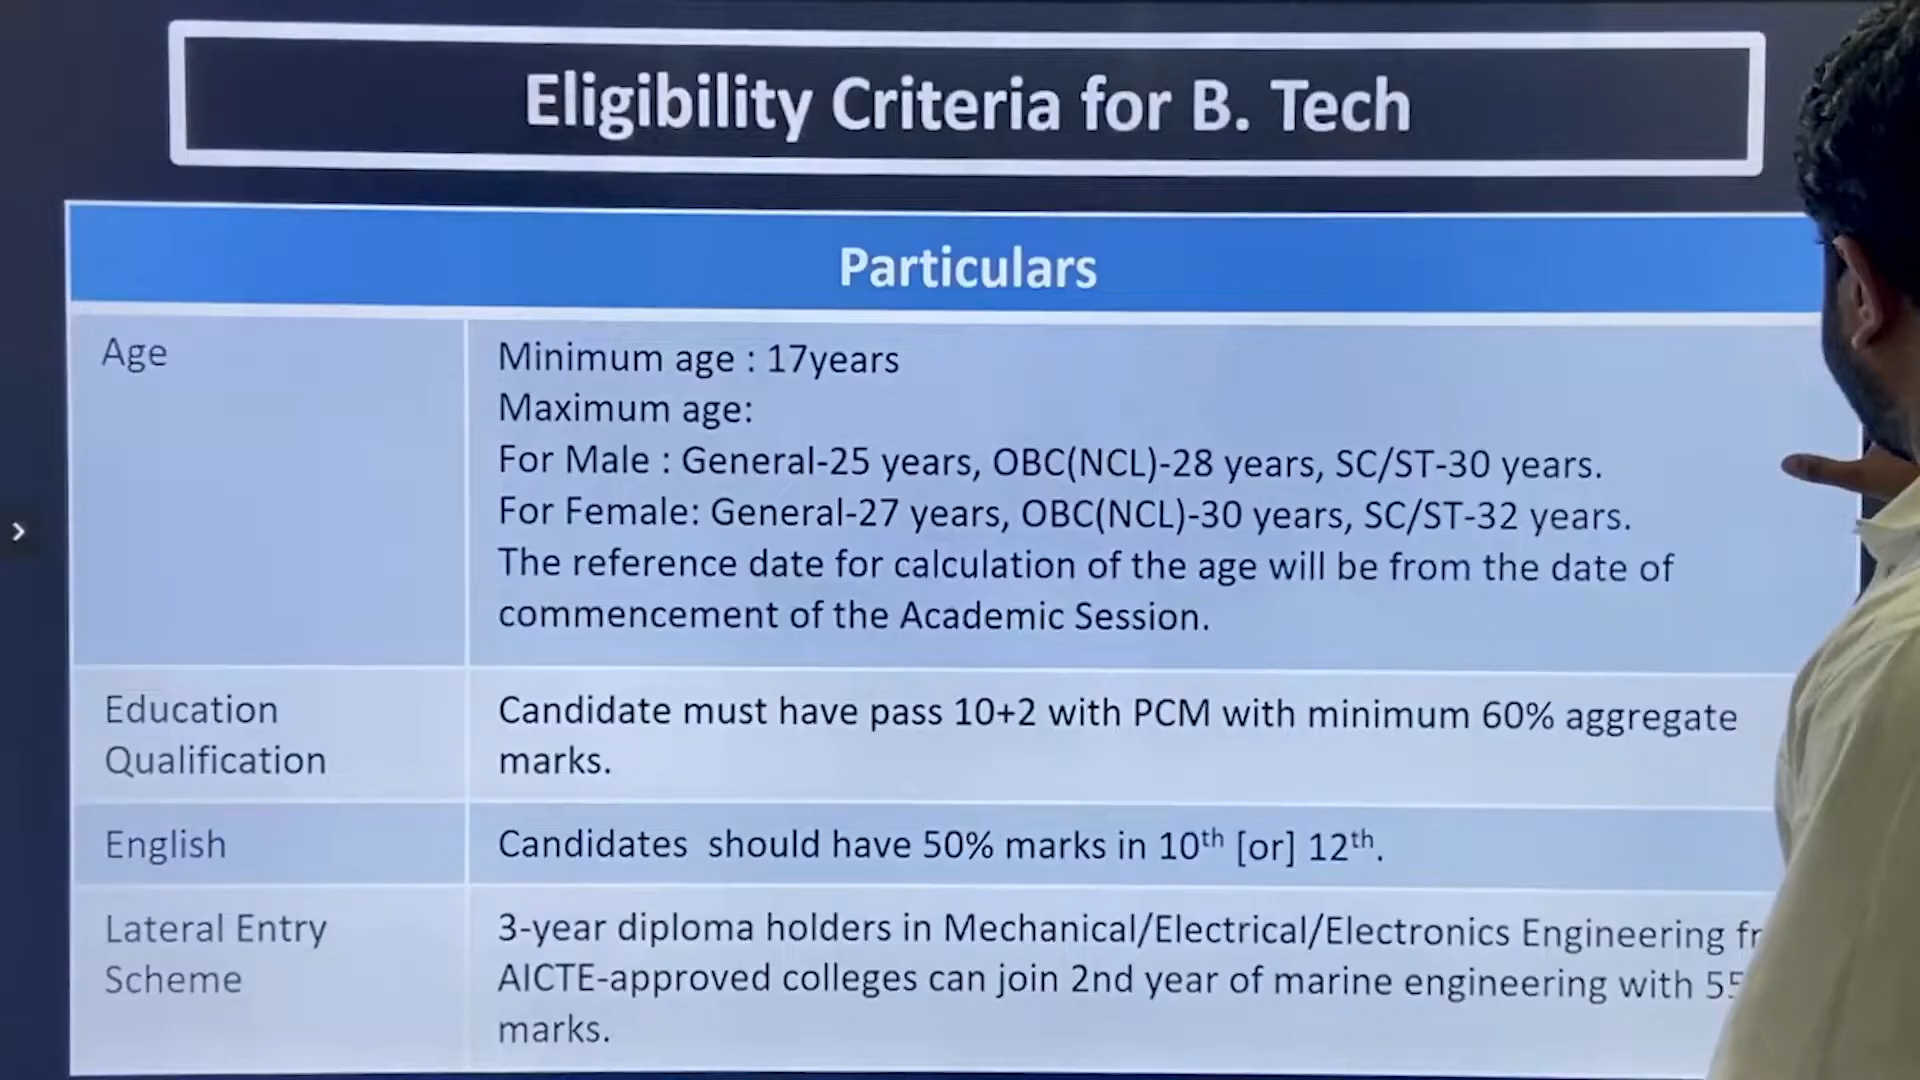 Eligibility Criteria for B. Tech
Particulars
Age
Minimum age : 17years
Maximum age:
For Male : General-25 years, OBC(NCL)-28 years, SC/ST-30 years.
For Female: General-27 years, OBC(NCL)-30 years, SC/ST-32 years.
The reference date for calculation of the age will be from the date of
commencement of the Academic Session.
Education
Qualification
Candidate must have pass 10+2 with PCM with minimum 60% aggregate
marks.
English
Candidates should have 50% marks in 10th [or] 12th.
Lateral Entry
Scheme
3-year diploma holders in Mechanical/Electrical/Electronics Engineering
AICTE-approved colleges can join 2nd year of marine engineering with
marks.